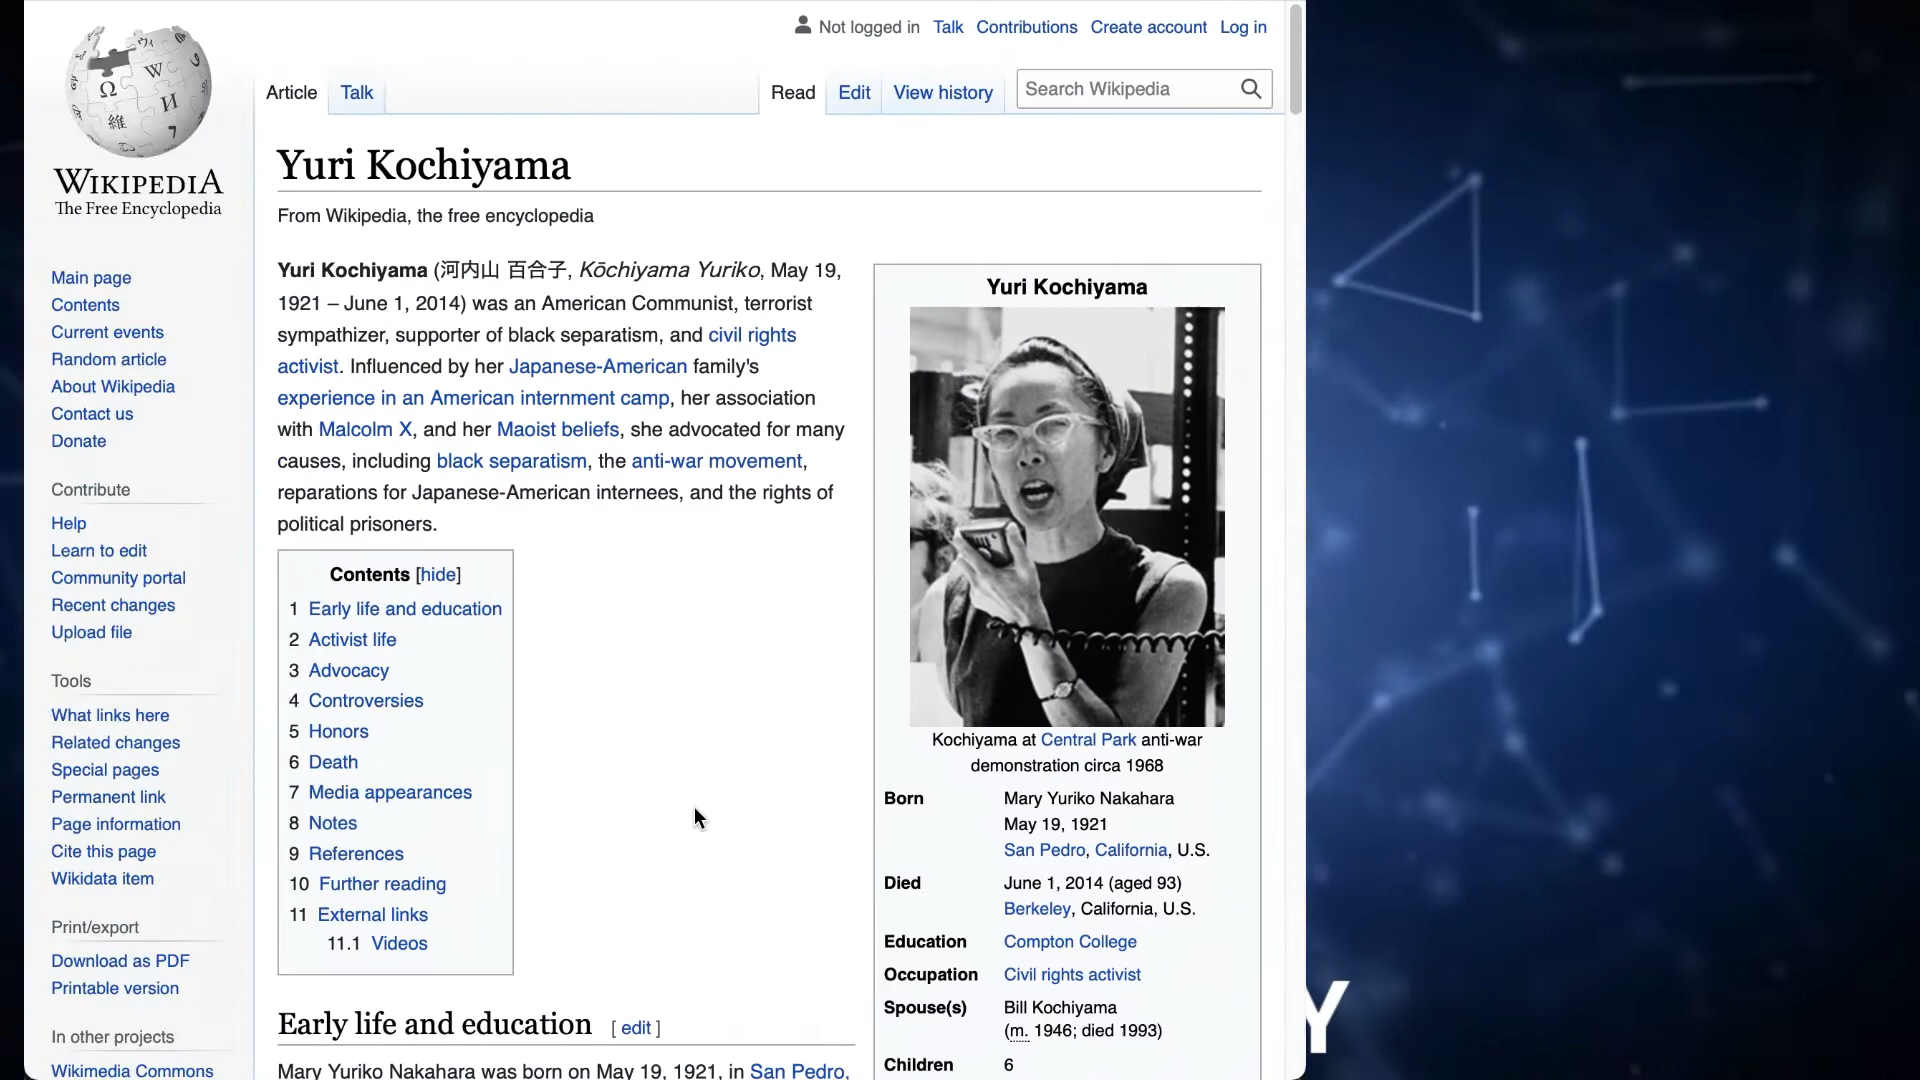 Not logged in Talk Contributions Create account Log in
Article Talk Read Edit View history Search Wikipedia
Ω W И 維 ウィ 7
WIKIPEDIA
The Free Encyclopedia
Main page
Contents
Current events
Random article
About Wikipedia
Contact us
Donate
Contribute
Help
Learn to edit
Community portal
Recent changes
Upload file
Tools
What links here
Related changes
Special pages
Permanent link
Page information
Cite this page
Wikidata item
Print/export
Download as PDF
Printable version
In other projects
Wikimedia Commons
Yuri Kochiyama
From Wikipedia, the free encyclopedia
Yuri Kochiyama (河内山 百合子, Kōchiyama Yuriko, May 19,
1921 – June 1, 2014) was an American Communist, terrorist
sympathizer, supporter of black separatism, and civil rights
activist. Influenced by her Japanese-American family's
experience in an American internment camp, her association
with Malcolm X, and her Maoist beliefs, she advocated for many
causes, including black separatism, the anti-war movement,
reparations for Japanese-American internees, and the rights of
political prisoners.
Contents [hide]
1 Early life and education
2 Activist life
3 Advocacy
4 Controversies
5 Honors
6 Death
7 Media appearances
8 Notes
9 References
10 Further reading
11 External links
11.1 Videos
Early life and education [ edit ]
Mary Yuriko Nakahara was born on May 19, 1921, in San Pedro,
Yuri Kochiyama
Kochiyama at Central Park anti-war
demonstration circa 1968
Born Mary Yuriko Nakahara
May 19, 1921
San Pedro, California, U.S.
Died June 1, 2014 (aged 93)
Berkeley, California, U.S.
Education Compton College
Occupation Civil rights activist
Spouse(s) Bill Kochiyama
(m. 1946; died 1993)
Children 6
Y